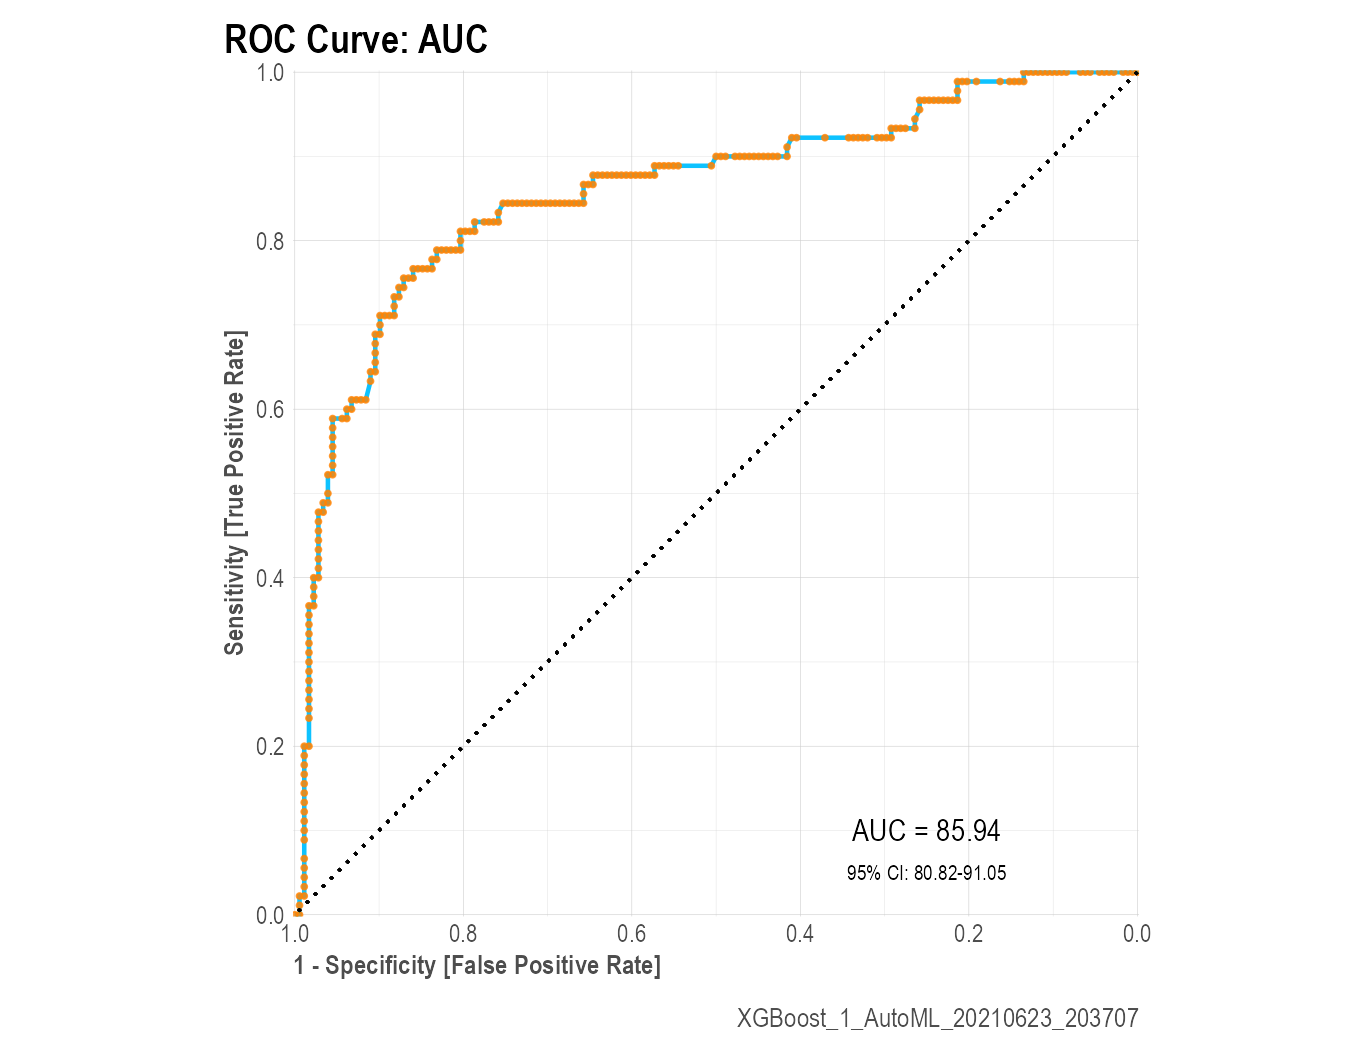 ROC Curve: AUC
1.0
0.8
0.6
0.4
0.2
0.0
Sensitivity [True Positive Rate]
AUC = 85.94
95% CI: 80.82-91.05
1.0 0.8 0.6 0.4 0.2 0.0
1 - Specificity [False Positive Rate]
XGBoost_1_AutoML_20210623_203707